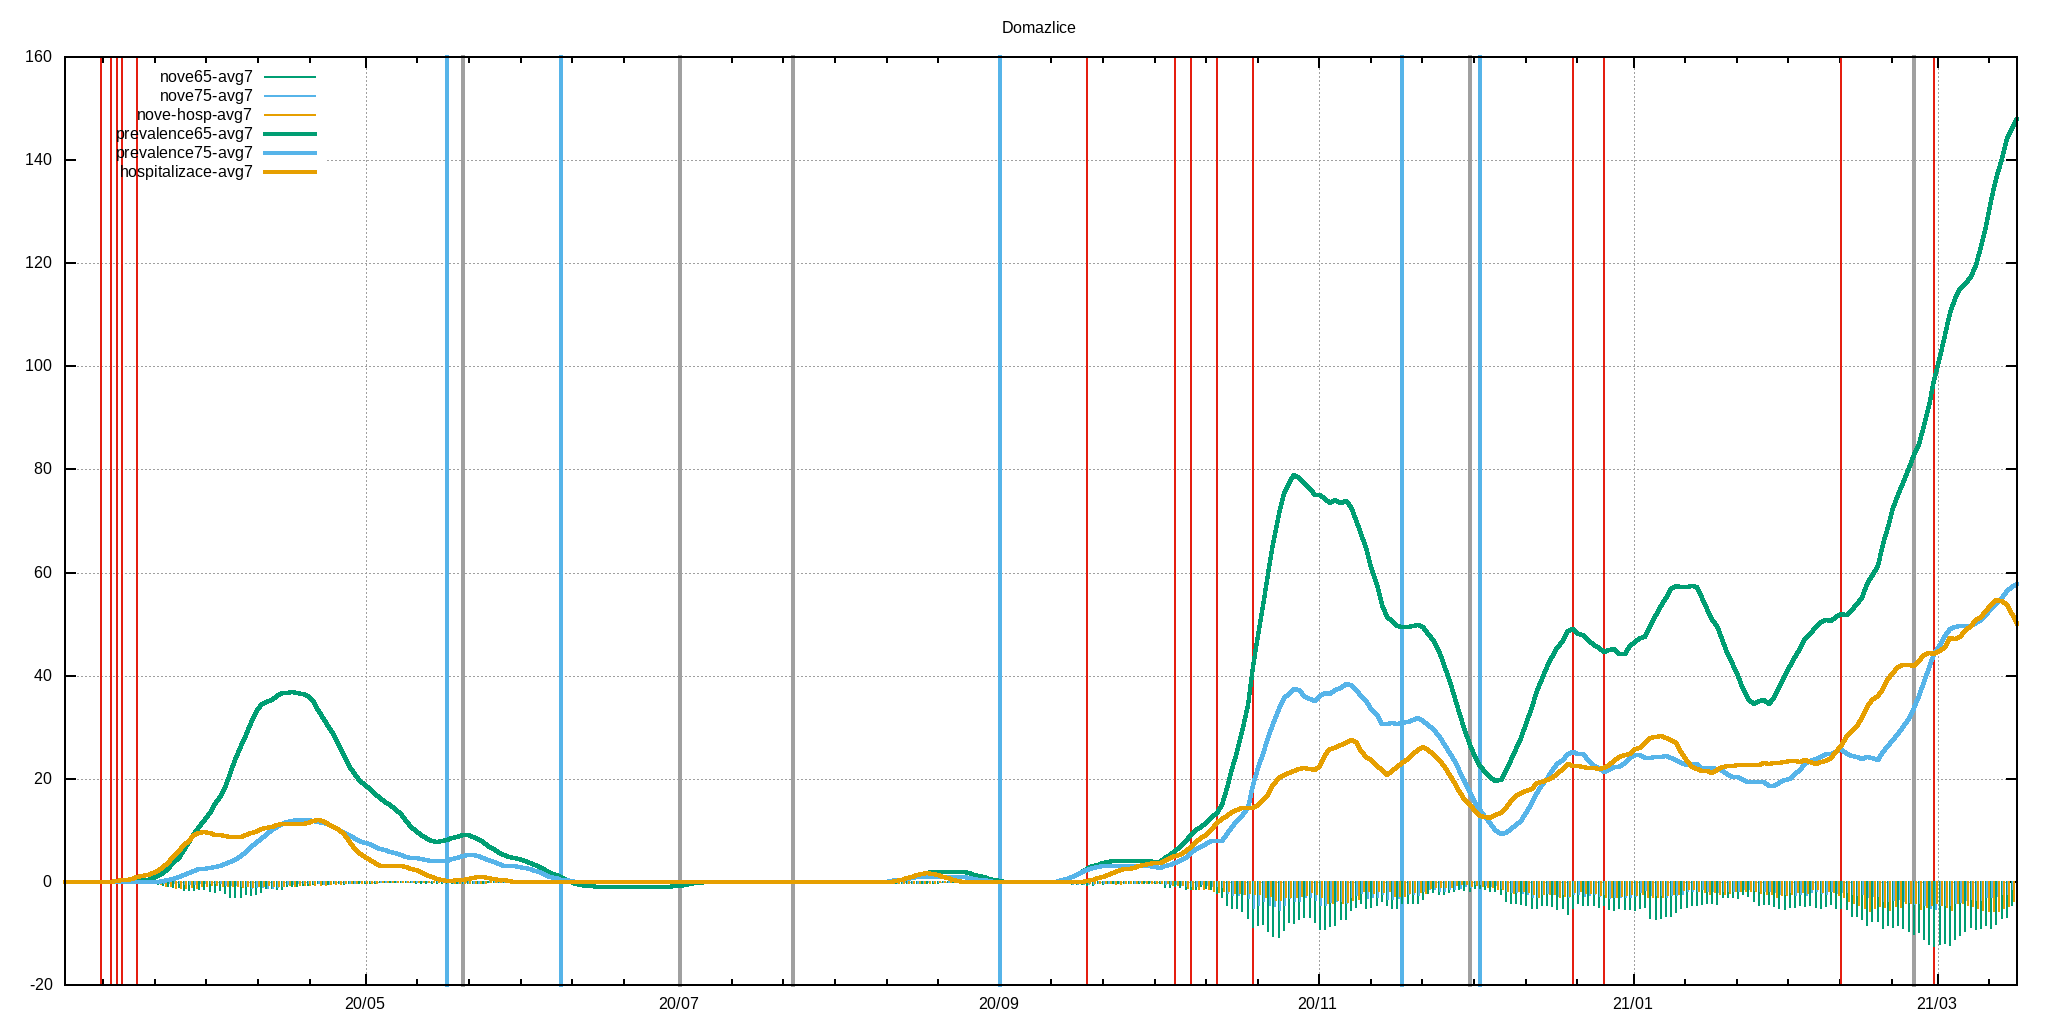 Domazlice
160
140
120
100
80
60
40
20
0
-20
nove65-avg7
nove75-avg7
nove-hosp-avg7
prevalence65-avg7
prevalence75-avg7
hospitalizace-avg7
20/05 20/07 20/09 20/11 21/01 21/03